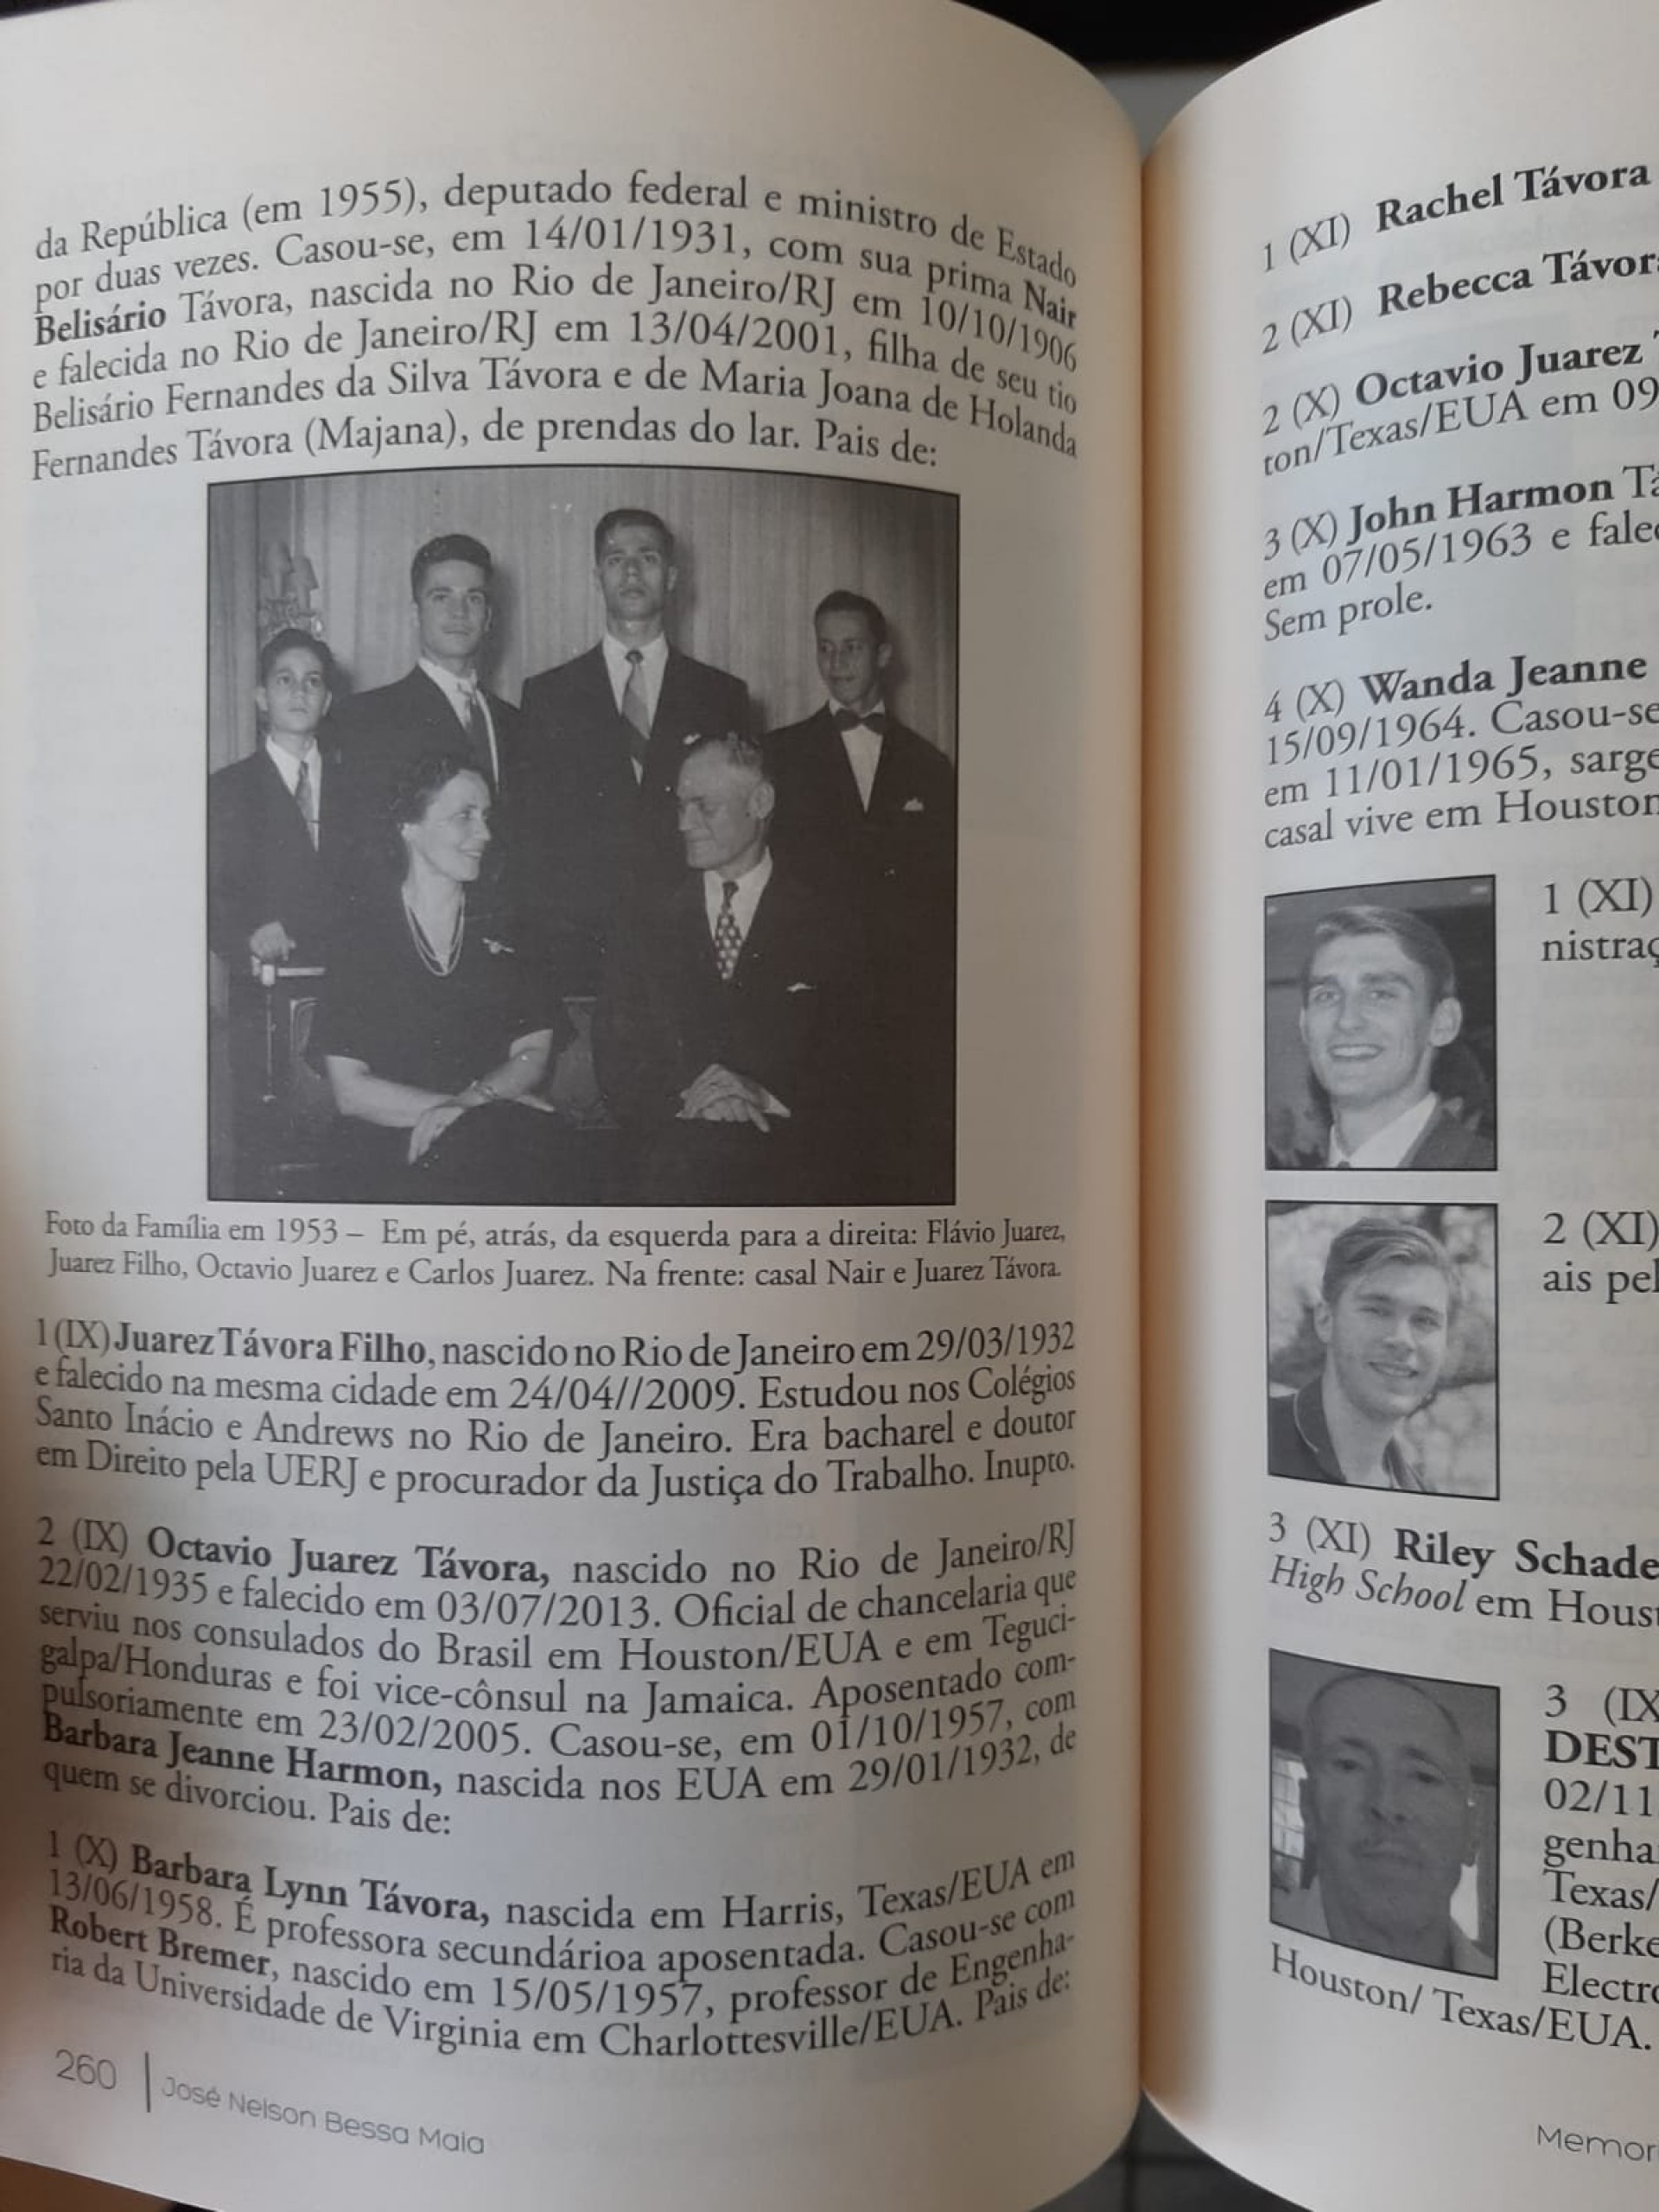 da República (em 1955), deputado federal e ministro de Estado
por duas vezes. Casou-se, em 14/01/1931, com sua prima Nair
Belisário Távora, nascida no Rio de Janeiro/RJ em 10/10/1906
e falecida no Rio de Janeiro/RJ em 13/04/2001, filha de seu tio
Belisário Fernandes da Silva Távora e de Maria Joana de Holanda
Fernandes Távora (Majana), de prendas do lar. Pais de:
Foto da Família em 1953 – Em pé, atrás, da esquerda para a direita: Flávio Juarez,
Juarez Filho, Octavio Juarez e Carlos Juarez. Na frente: casal Nair e Juarez Távora.
1 (IX) Juarez Távora Filho, nascido no Rio de Janeiro em 29/03/1932
e falecido na mesma cidade em 24/04//2009. Estudou nos Colégios
Santo Inácio e Andrews no Rio de Janeiro. Era bacharel e doutor
em Direito pela UERJ e procurador da Justiça do Trabalho. Inupto.
2 (IX) Octavio Juarez Távora, nascido no Rio de Janeiro/RJ
22/02/1935 e falecido em 03/07/2013. Oficial de chancelaria que
serviu nos consulados do Brasil em Houston/EUA e em Teguci-
galpa/Honduras e foi vice-cônsul na Jamaica. Aposentado com-
pulsoriamente em 23/02/2005. Casou-se, em 01/10/1957, com
Barbara Jeanne Harmon, nascida nos EUA em 29/01/1932, de
quem se divorciou. Pais de:
1 (X) Barbara Lynn Távora, nascida em Harris, Texas/EUA em
13/06/1958. É professora secundárioa aposentada. Casou-se com
Robert Bremer, nascido em 15/05/1957, professor de Engenha-
ria da Universidade de Virginia em Charlottesville/EUA. Pais de:
260 | José Nelson Bessa Maia
1 (XI) Rachel Távora
2 (XI) Rebecca Távora
2 (X) Octavio Juarez
ton/Texas/EUA em 09
3 (X) John Harmon
em 07/05/1963 e
Sem prole.
4 (X) Wanda Jeanne
15/09/1964. Casou-se
em 11/01/1965,
casal vive em Houston
1 (XI)
2 (XI)
ais
3 (XI) Riley
High School em
3 (IX
02/11
Texas/
Houston/ Texas/EUA.